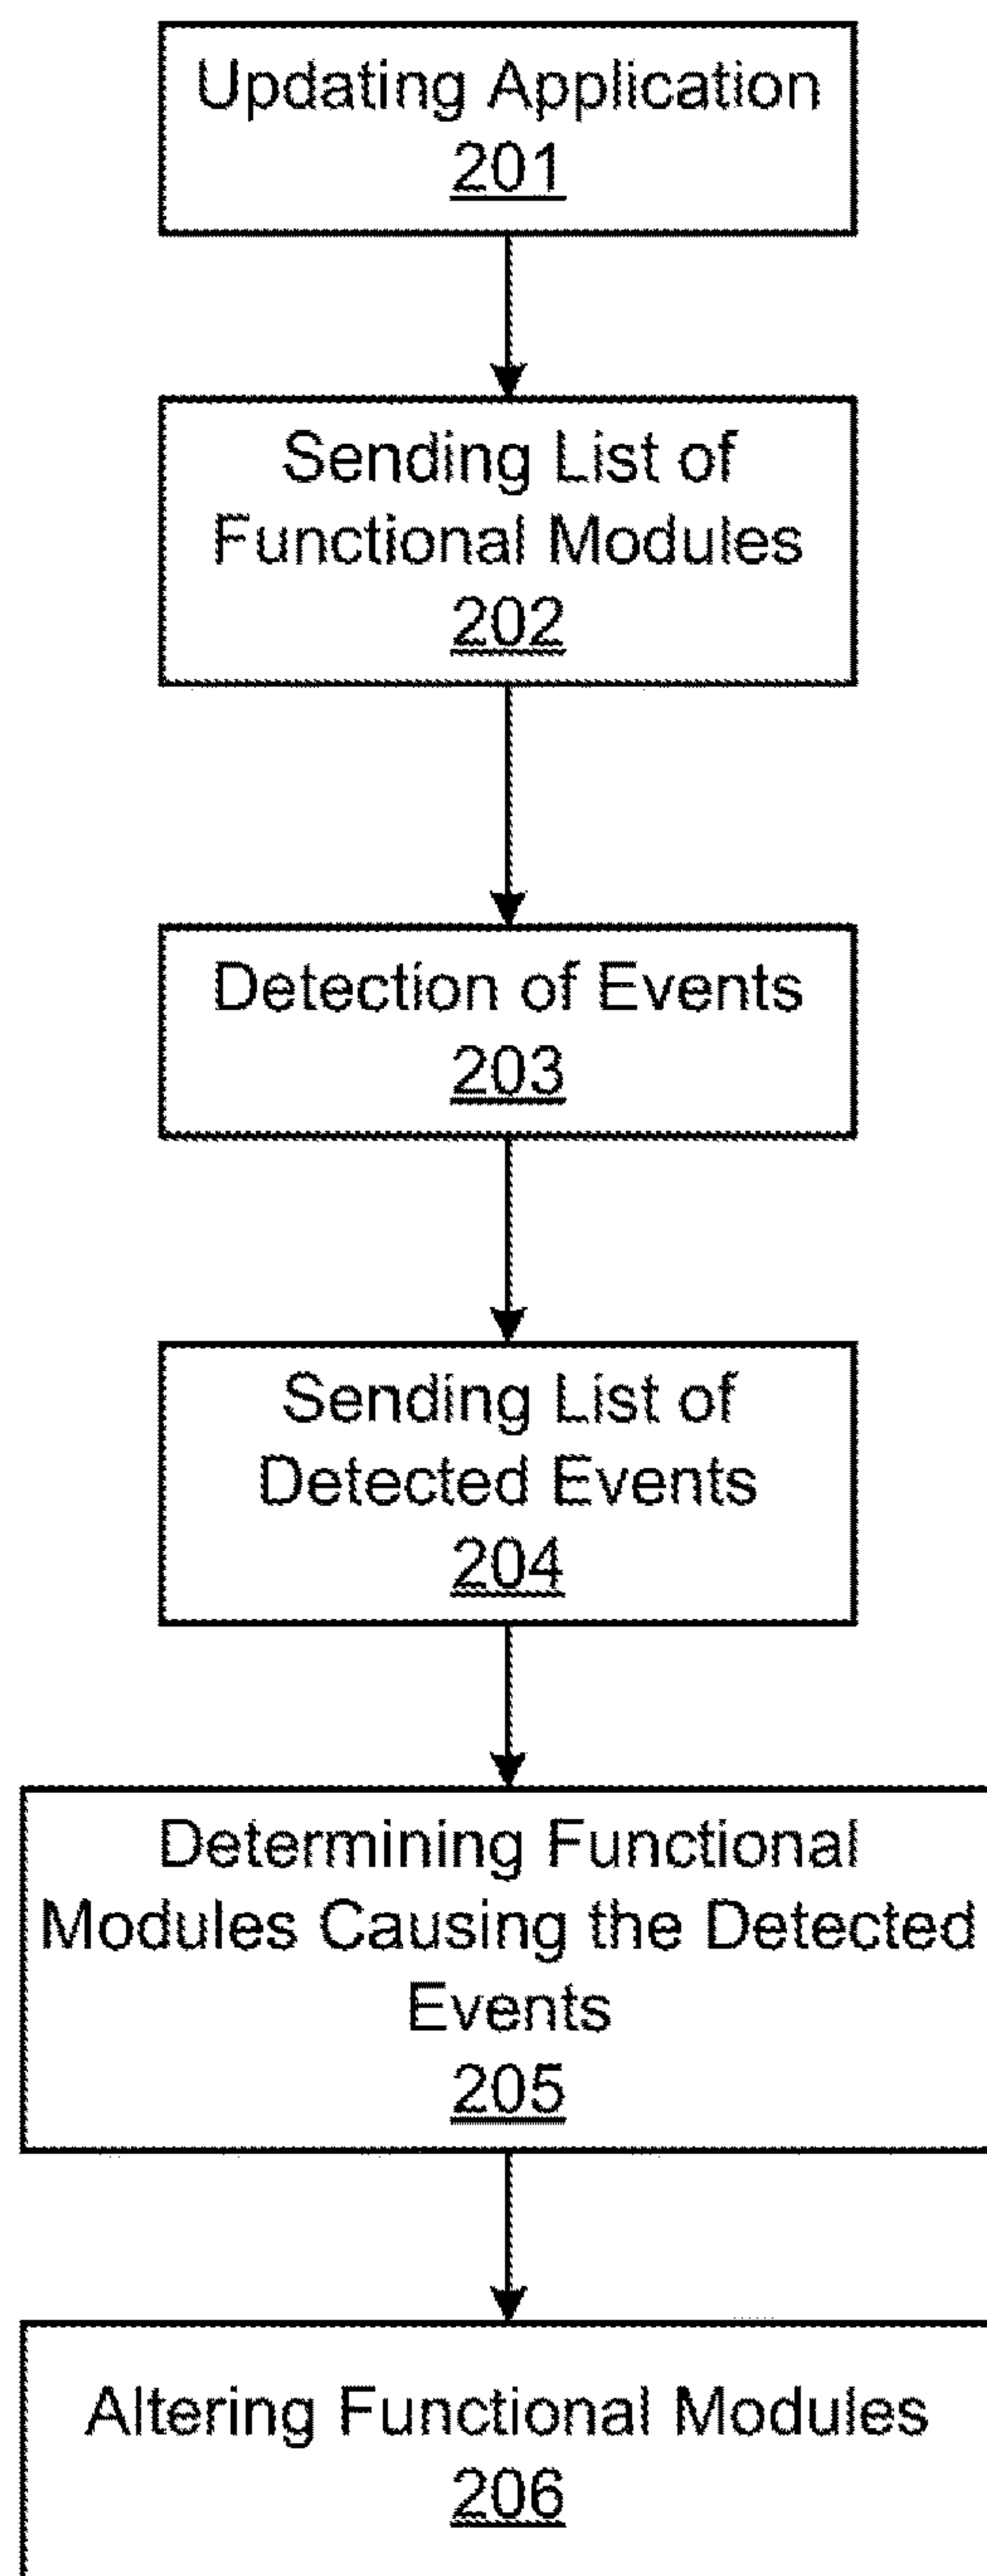 Updating Application
201
Sending List of
Functional Modules
202
Detection of Events
203
Sending List of
Detected Events
204
Determining Functional
Modules Causing the Detected
Events
205
Altering Functional Modules
206